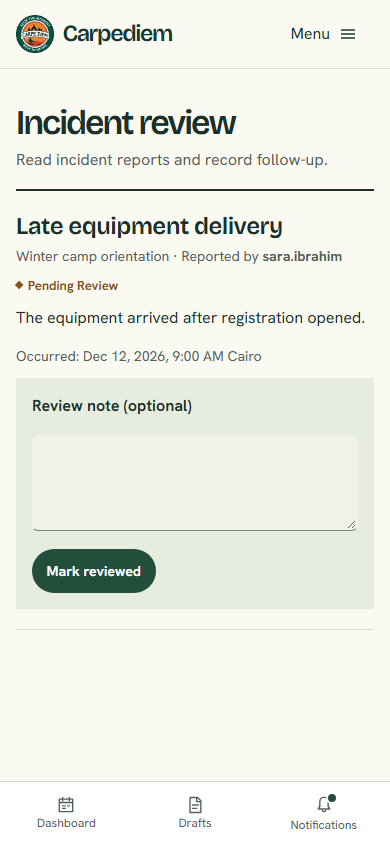 Carpediem
Menu
Incident review
Read incident reports and record follow-up.
Late equipment delivery
Winter camp orientation · Reported by sara.ibrahim
Pending Review
The equipment arrived after registration opened.
Occurred: Dec 12, 2026, 9:00 AM Cairo
Review note (optional)
Mark reviewed
Dashboard
Drafts
Notifications